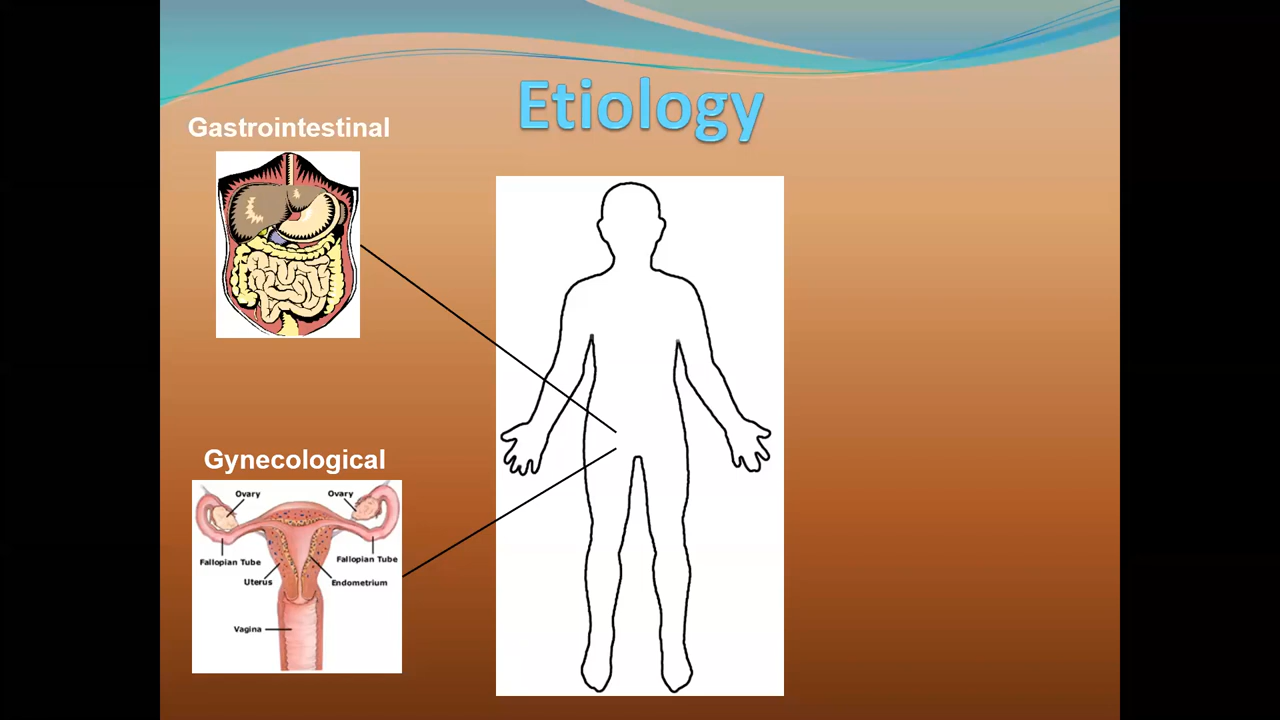 Etiology
Gastrointestinal
Gynecological
Ovary
Ovary
Fallopian Tube
Fallopian Tube
Uterus
Endometrium
Vagina